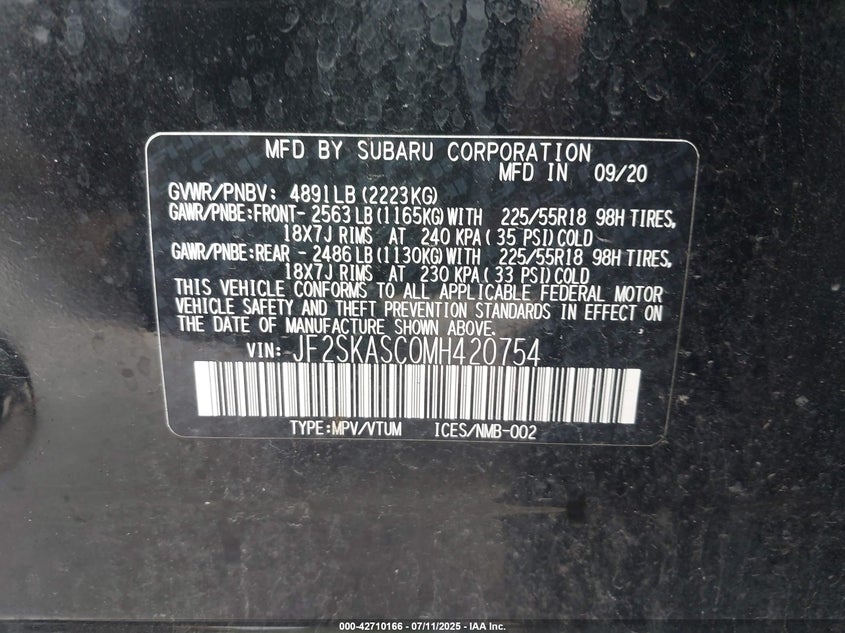 MFD BY SUBARU CORPORATION
MFD IN 09/20
GVWR/PNBV: 4891LB (2223KG)
GAWR/PNBE:FRONT- 2563 LB (1165KG) WITH 225/55R18 98H TIRES,
18X7J RIMS AT 240 KPA ( 35 PSI) COLD
GAWR/PNBE:REAR - 2486 LB (1130KG) WITH 225/55R18 98H TIRES,
18X7J RIMS AT 230 KPA ( 33 PSI) COLD
THIS VEHICLE CONFORMS TO ALL APPLICABLE FEDERAL MOTOR
VEHICLE SAFETY AND THEFT PREVENTION STANDARDS IN EFFECT ON
THE DATE OF MANUFACTURE SHOWN ABOVE.
VIN: JF2SKASC0MH420754
TYPE:MPV/VTUM ICES/NMB-002
000-42710166 - 07/11/2025 - IAA Inc.